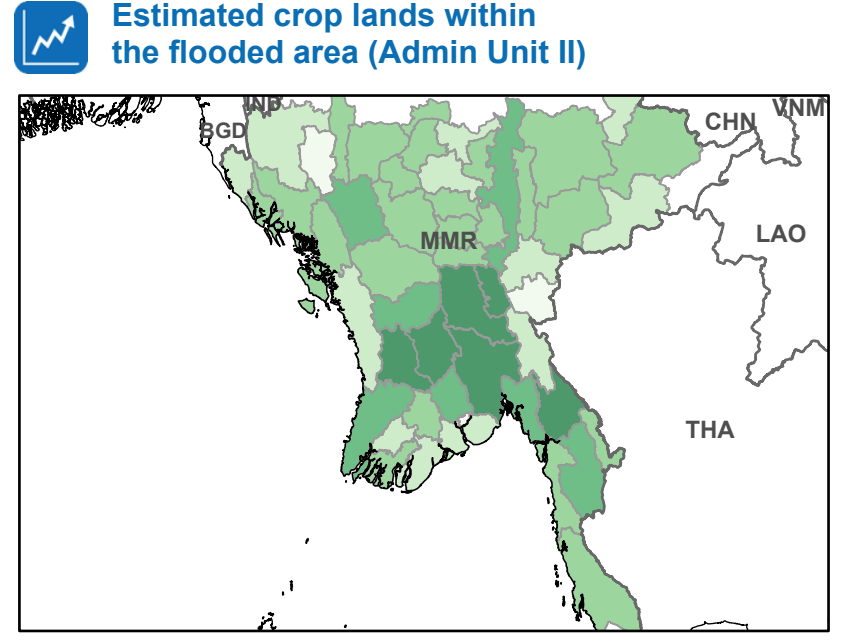 Estimated crop lands within
the flooded area (Admin Unit II)
IND
VNM
CHN
BGD
LAO
MMR
THA